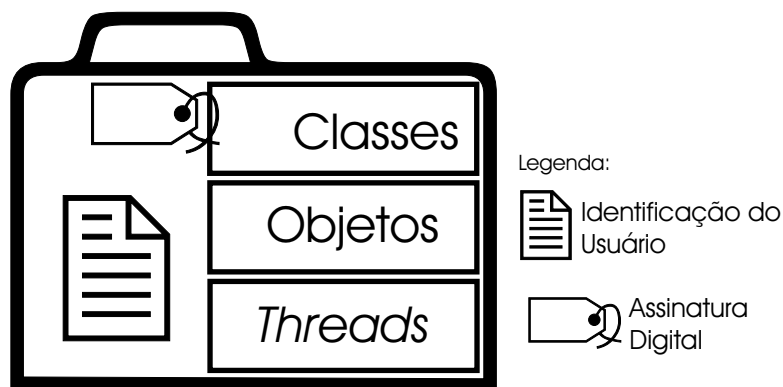 Classes
Objetos
Threads
Legenda:
Identificação do
Usuário
Assinatura
Digital